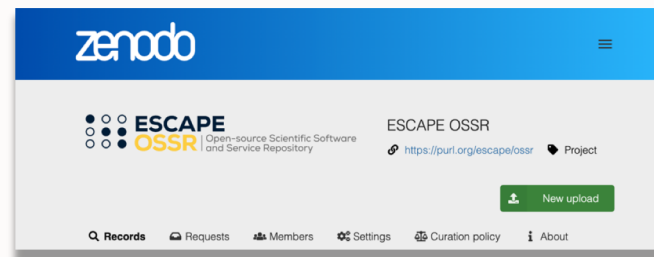 zenodo
ESCAPE
OSSR
Open-source Scientific Software
and Service Repository
ESCAPE OSSR
https://purl.org/escape/ossr Project
New upload
Records Requests Members Settings Curation policy About